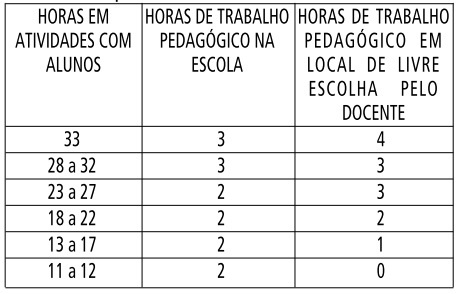 HORAS EM ATIVIDADES COM ALUNOS | HORAS DE TRABALHO PEDAGÓGICO NA ESCOLA | HORAS DE TRABALHO PEDAGÓGICO EM LOCAL DE LIVRE ESCOLHA PELO DOCENTE
33 | 3 | 4
28 a 32 | 3 | 3
23 a 27 | 2 | 3
18 a 22 | 2 | 2
13 a 17 | 2 | 1
11 a 12 | 2 | 0